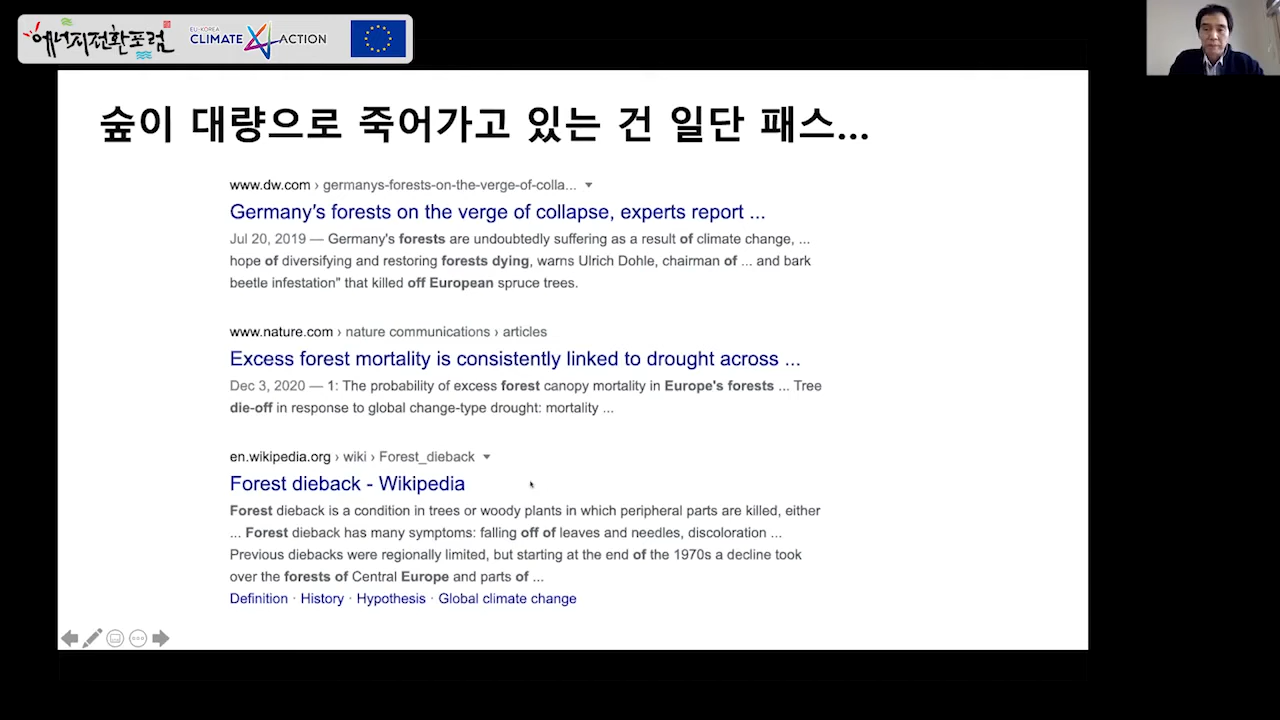 에너지전환포럼
EU-KOREA
CLIMATE ACTION
숲이 대량으로 죽어가고 있는 건 일단 패스...
www.dw.com › germanys-forests-on-the-verge-of-colla...
Germany's forests on the verge of collapse, experts report ...
Jul 20, 2019 — Germany's forests are undoubtedly suffering as a result of climate change, ...
hope of diversifying and restoring forests dying, warns Ulrich Dohle, chairman of ... and bark
beetle infestation" that killed off European spruce trees.
www.nature.com › nature communications › articles
Excess forest mortality is consistently linked to drought across ...
Dec 3, 2020 — 1: The probability of excess forest canopy mortality in Europe's forests ... Tree
die-off in response to global change-type drought: mortality ...
en.wikipedia.org › wiki › Forest_dieback
Forest dieback - Wikipedia
Forest dieback is a condition in trees or woody plants in which peripheral parts are killed, either
... Forest dieback has many symptoms: falling off of leaves and needles, discoloration ...
Previous diebacks were regionally limited, but starting at the end of the 1970s a decline took
over the forests of Central Europe and parts of ...
Definition · History · Hypothesis · Global climate change